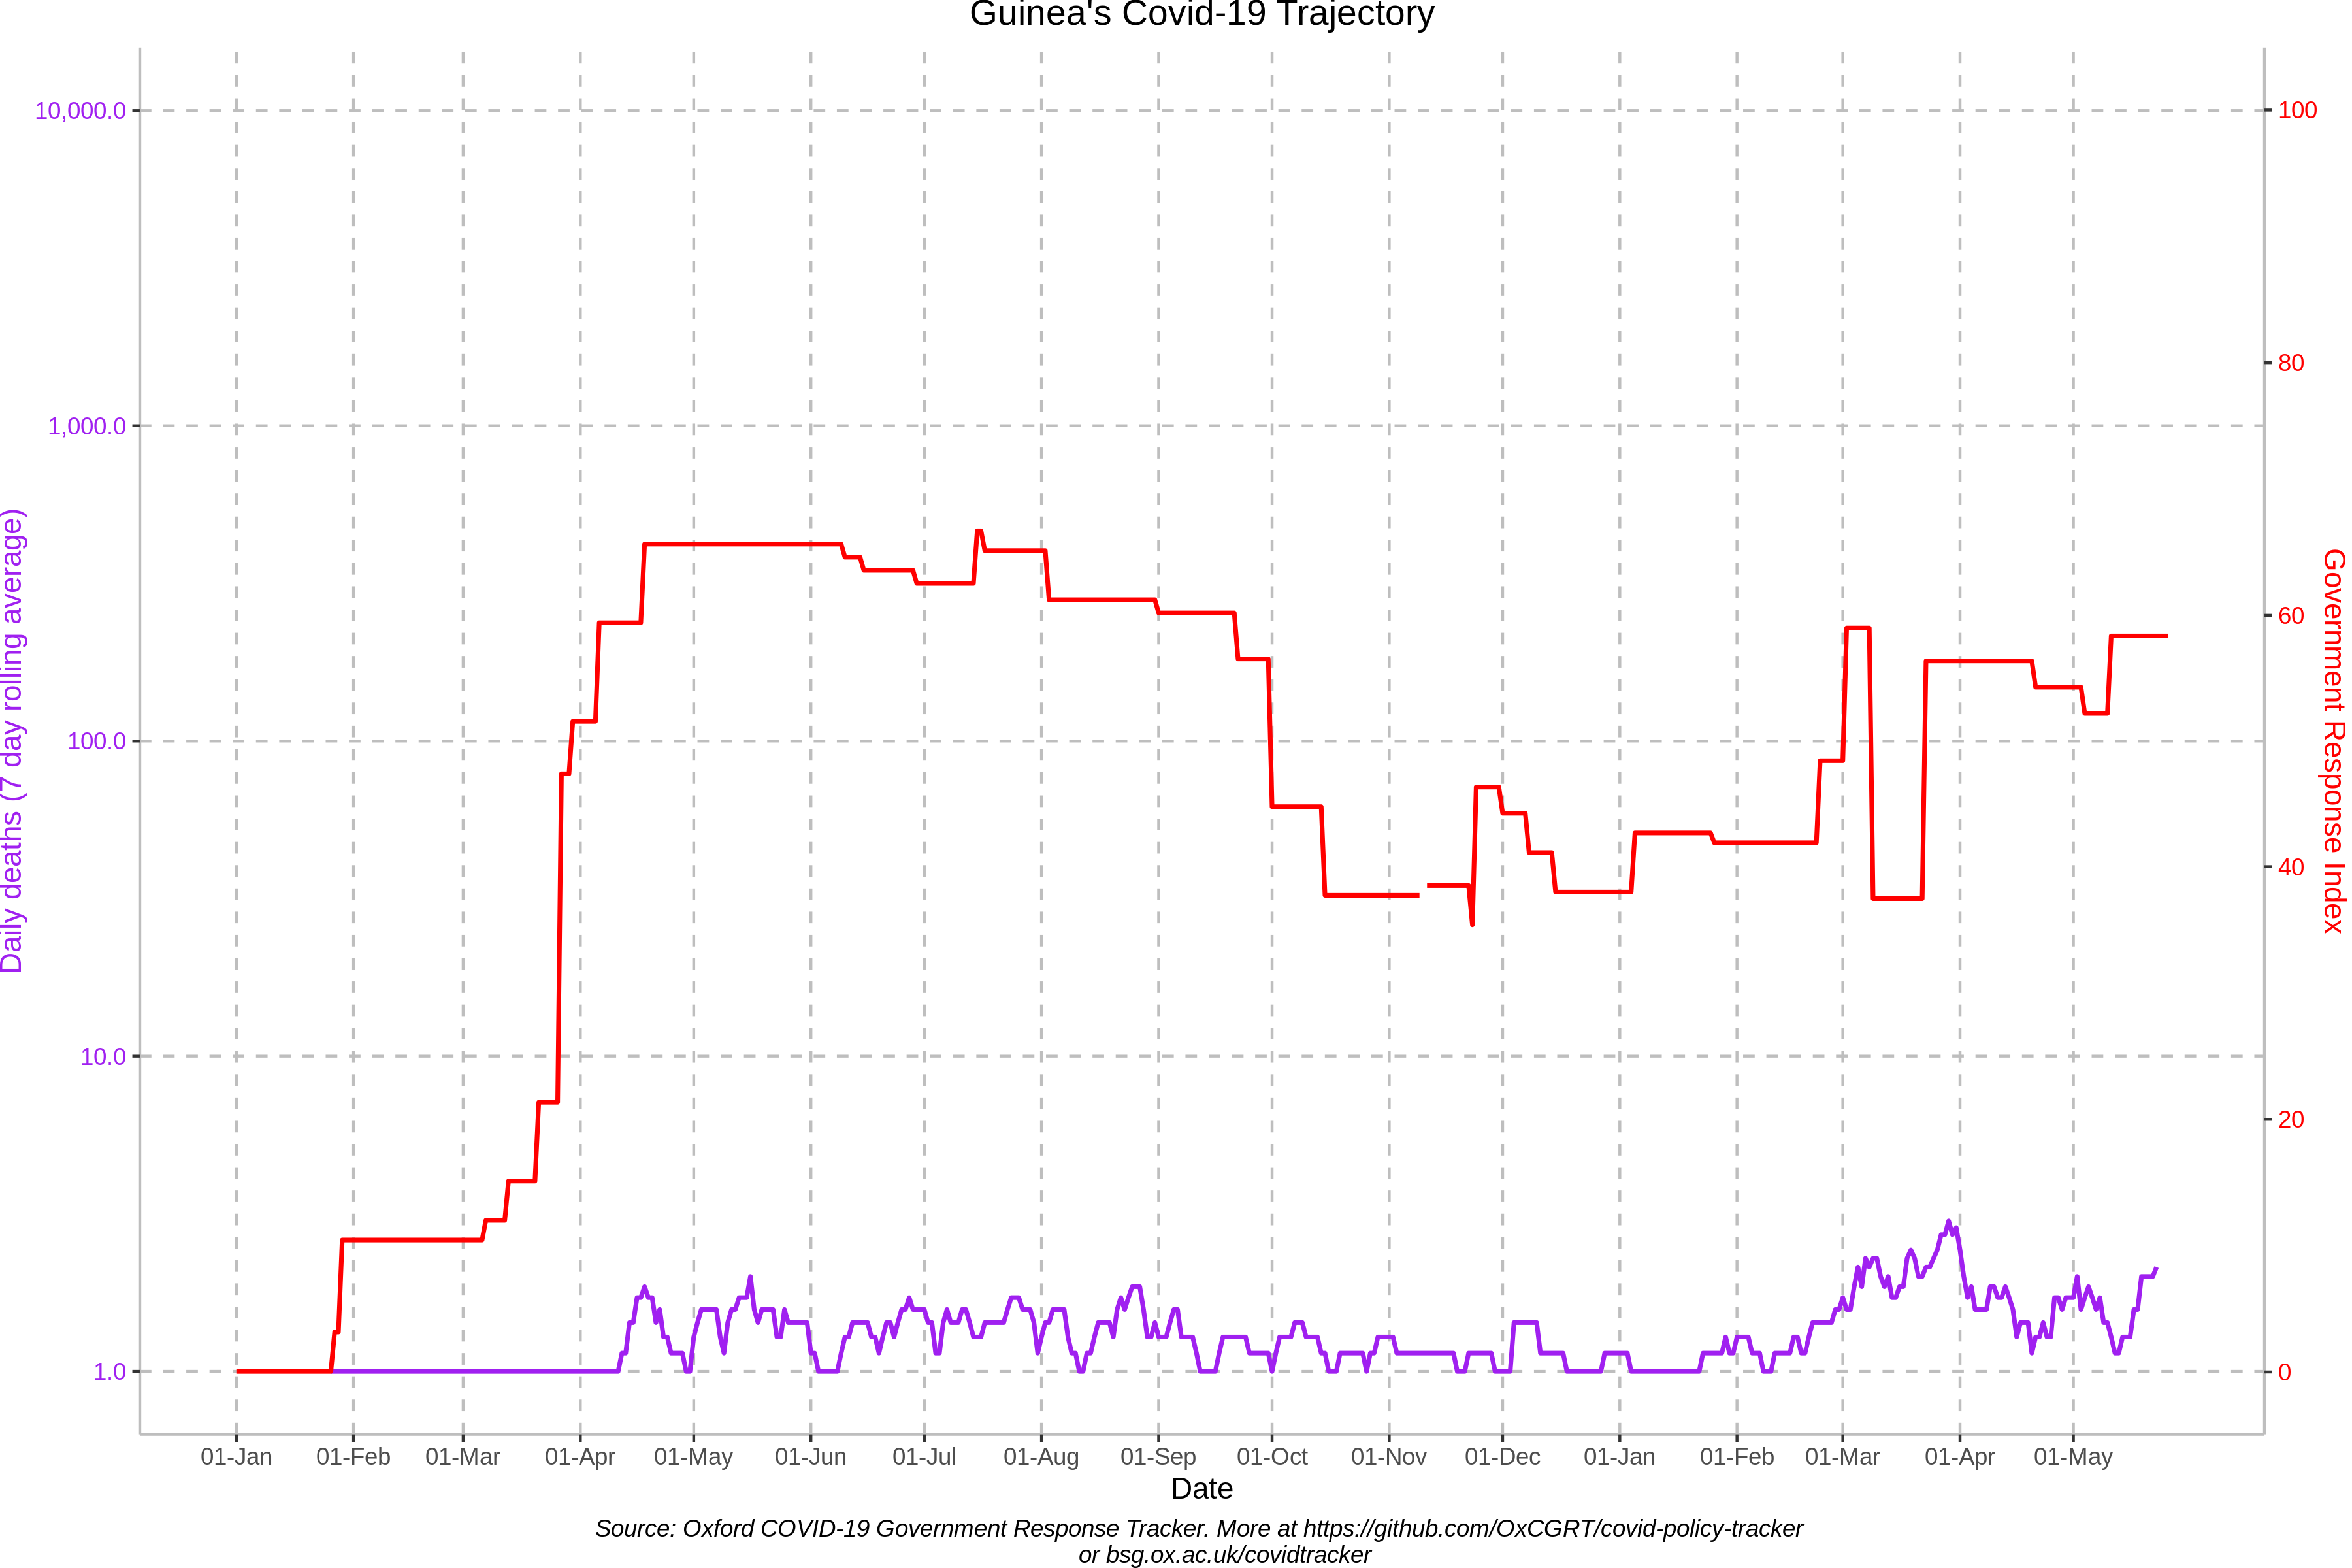 Guinea's Covid-19 Trajectory
10,000.0
1,000.0
100.0
10.0
1.0
Daily deaths (7 day rolling average)
100
80
60
40
20
0
Government Response Index
01-Jan 01-Feb 01-Mar 01-Apr 01-May 01-Jun 01-Jul 01-Aug 01-Sep 01-Oct 01-Nov 01-Dec 01-Jan 01-Feb 01-Mar 01-Apr 01-May
Date
Source: Oxford COVID-19 Government Response Tracker. More at https://github.com/OxCGRT/covid-policy-tracker
or bsg.ox.ac.uk/covidtracker